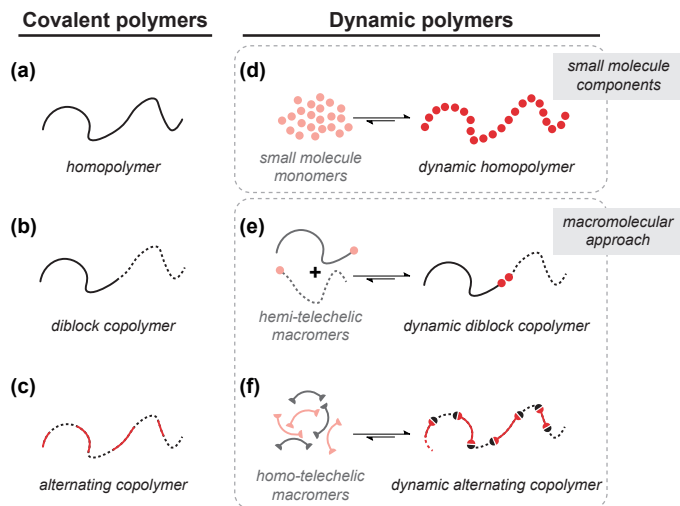 Covalent polymers
Dynamic polymers
(a)
homopolymer
(d)
small molecule
components
small molecule
monomers
+
dynamic homopolymer
(b)
diblock copolymer
(e)
macromolecular
approach
hemi-telechelic
macromers
dynamic diblock copolymer
(c)
alternating copolymer
(f)
homo-telechelic
macromers
dynamic alternating copolymer